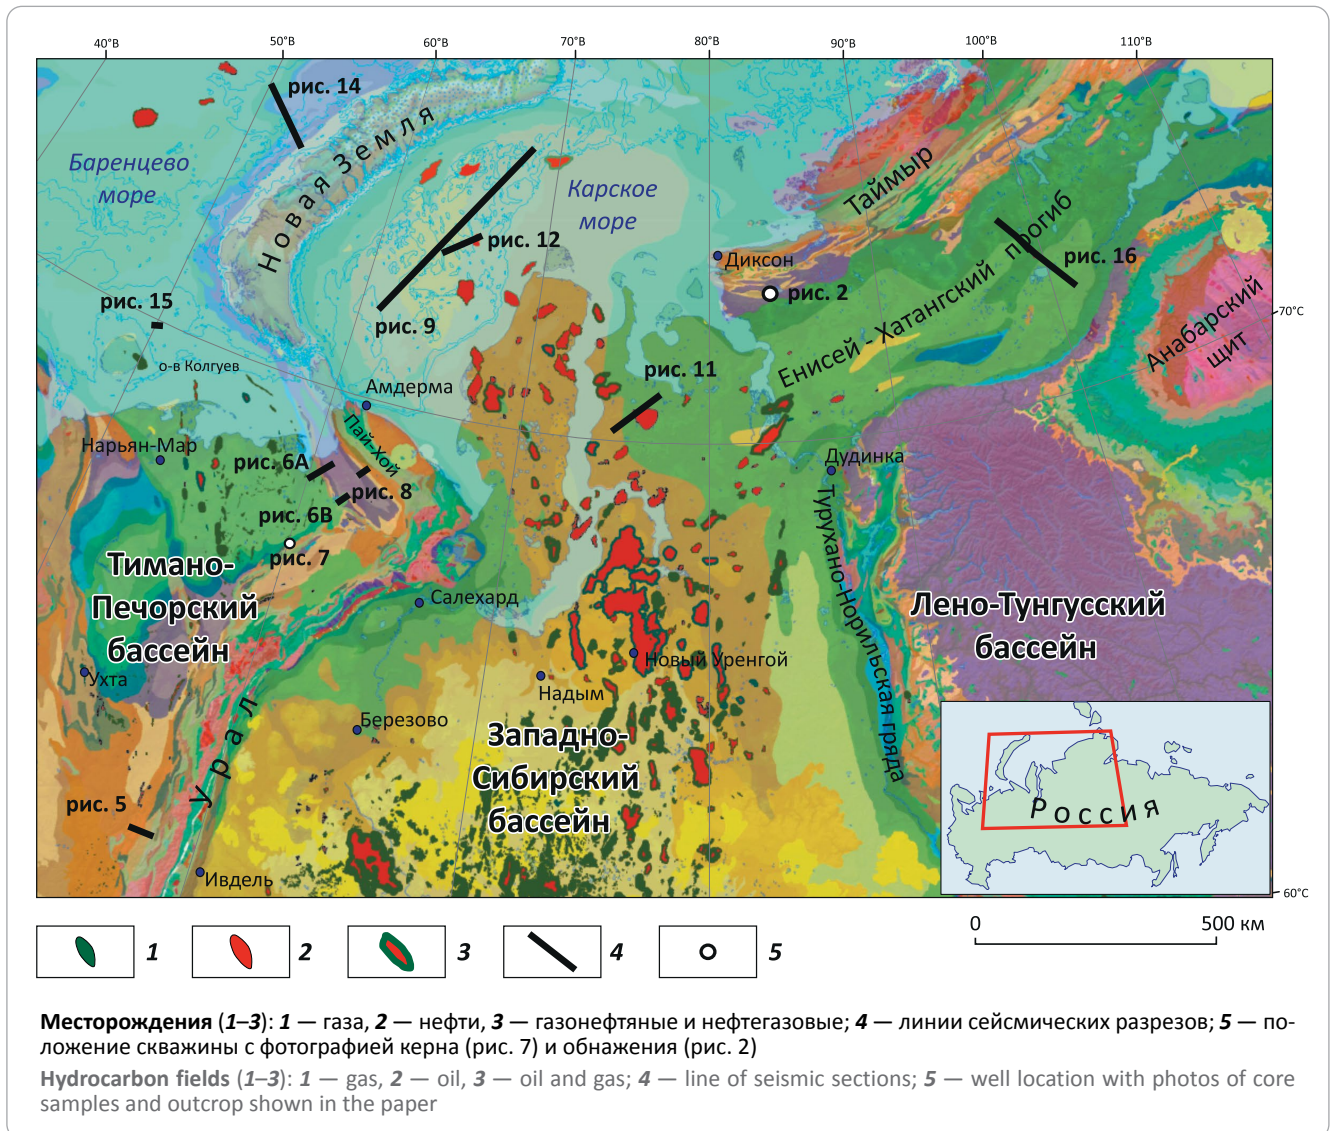 40°В 50°В 60°В 70°В 80°В 90°В 100°В 110°В
рис. 14
Новая Земля
Баренцево
море
Карское
море
Таймыр
рис. 12
прогиб
рис. 16
Диксон
рис. 2
рис. 15
рис. 9
70°С
Енисей - Хатангский
Анабарский
щит
о-в Колгуев
рис. 11
Амдерма
Пай-Хой
Нарьян-Мар
рис. 6А
Дудинка
рис. 8
рис. 6В
рис. 7
Турухано-Норильская гряда
Тимано-
Печорский
бассейн
Салехард
Лено-Тунгусский
бассейн
Новый Уренгой
Ухта
Надым
Урал
Березово
Западно-
Сибирский
бассейн
рис. 5
Россия
Ивдель
60°С
1 2 3 4 5
0 500 км
Месторождения (1–3): 1 — газа, 2 — нефти, 3 — газонефтяные и нефтегазовые; 4 — линии сейсмических разрезов; 5 — по-
ложение скважины с фотографией керна (рис. 7) и обнажения (рис. 2)
Hydrocarbon fields (1–3): 1 — gas, 2 — oil, 3 — oil and gas; 4 — line of seismic sections; 5 — well location with photos of core
samples and outcrop shown in the paper